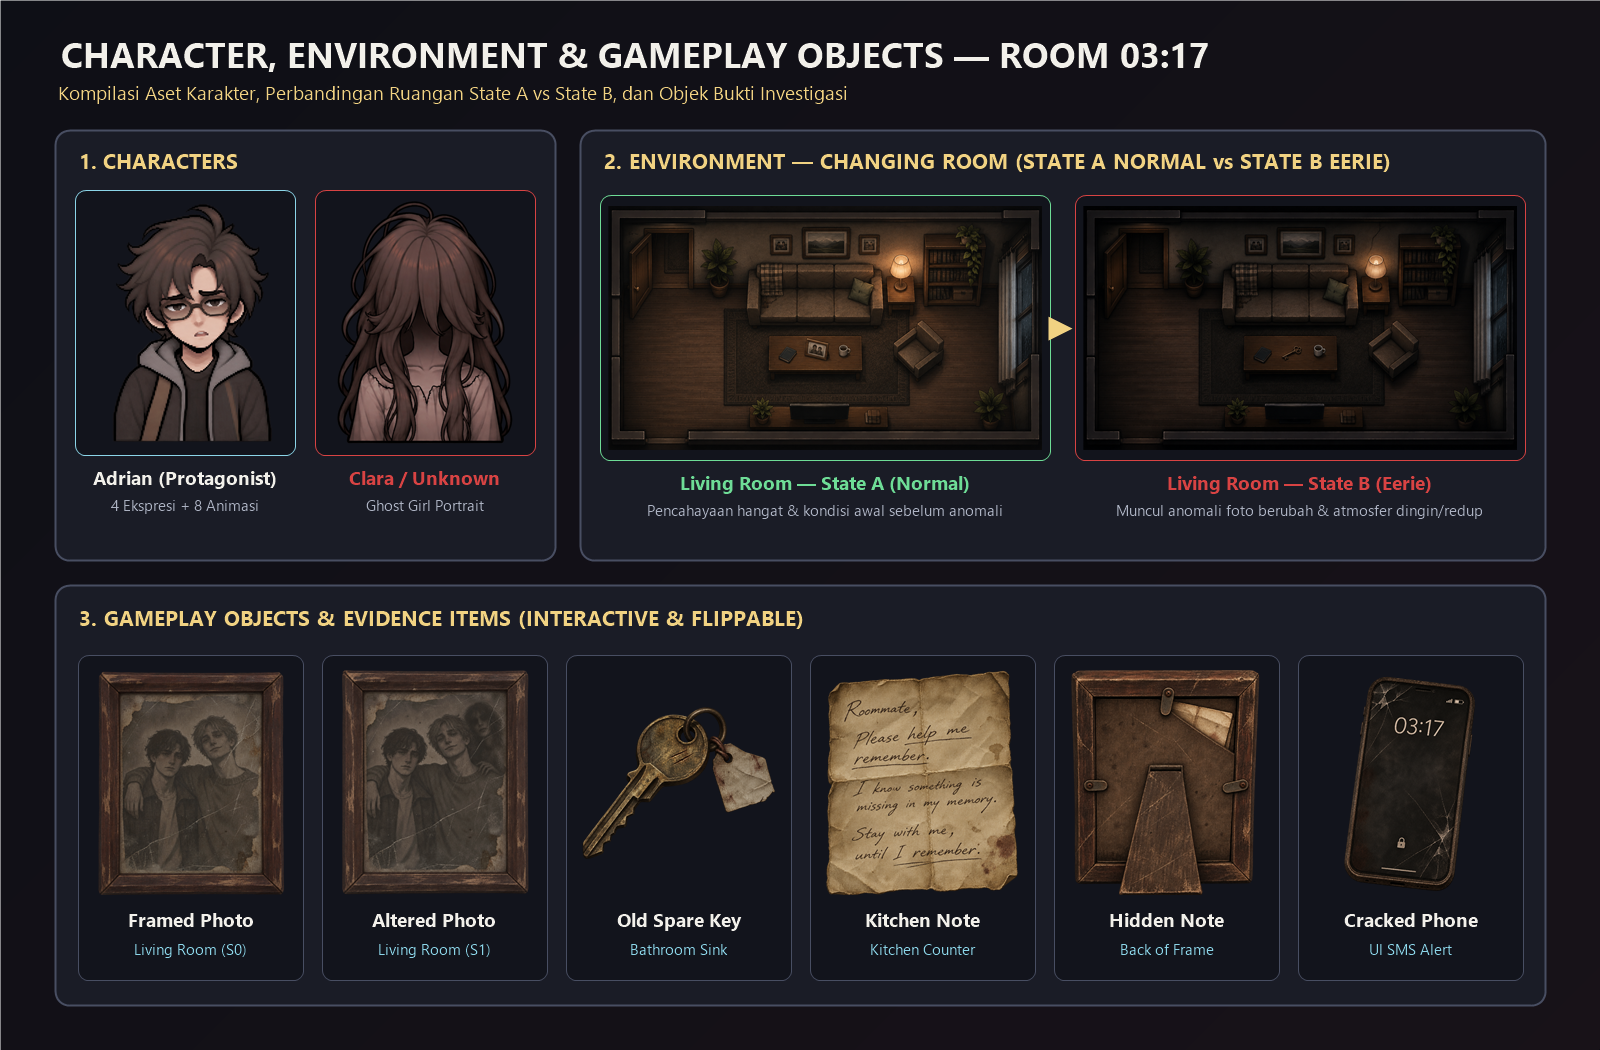 CHARACTER, ENVIRONMENT & GAMEPLAY OBJECTS — ROOM 03:17
Kompilasi Aset Karakter, Perbandingan Ruangan State A vs State B, dan Objek Bukti Investigasi
1. CHARACTERS
Adrian (Protagonist)
4 Ekspresi + 8 Animasi
Clara / Unknown
Ghost Girl Portrait
2. ENVIRONMENT — CHANGING ROOM (STATE A NORMAL vs STATE B EERIE)
Living Room — State A (Normal)
Pencahayaan hangat & kondisi awal sebelum anomali
Living Room — State B (Eerie)
Muncul anomali foto berubah & atmosfer dingin/redup
3. GAMEPLAY OBJECTS & EVIDENCE ITEMS (INTERACTIVE & FLIPPABLE)
Framed Photo
Living Room (S0)
Altered Photo
Living Room (S1)
Old Spare Key
Bathroom Sink
Roommate,
Please help me
remember.
I know something is
missing in my memory.
Stay with me,
until I remember.
Kitchen Note
Kitchen Counter
Hidden Note
Back of Frame
03:17
Cracked Phone
UI SMS Alert